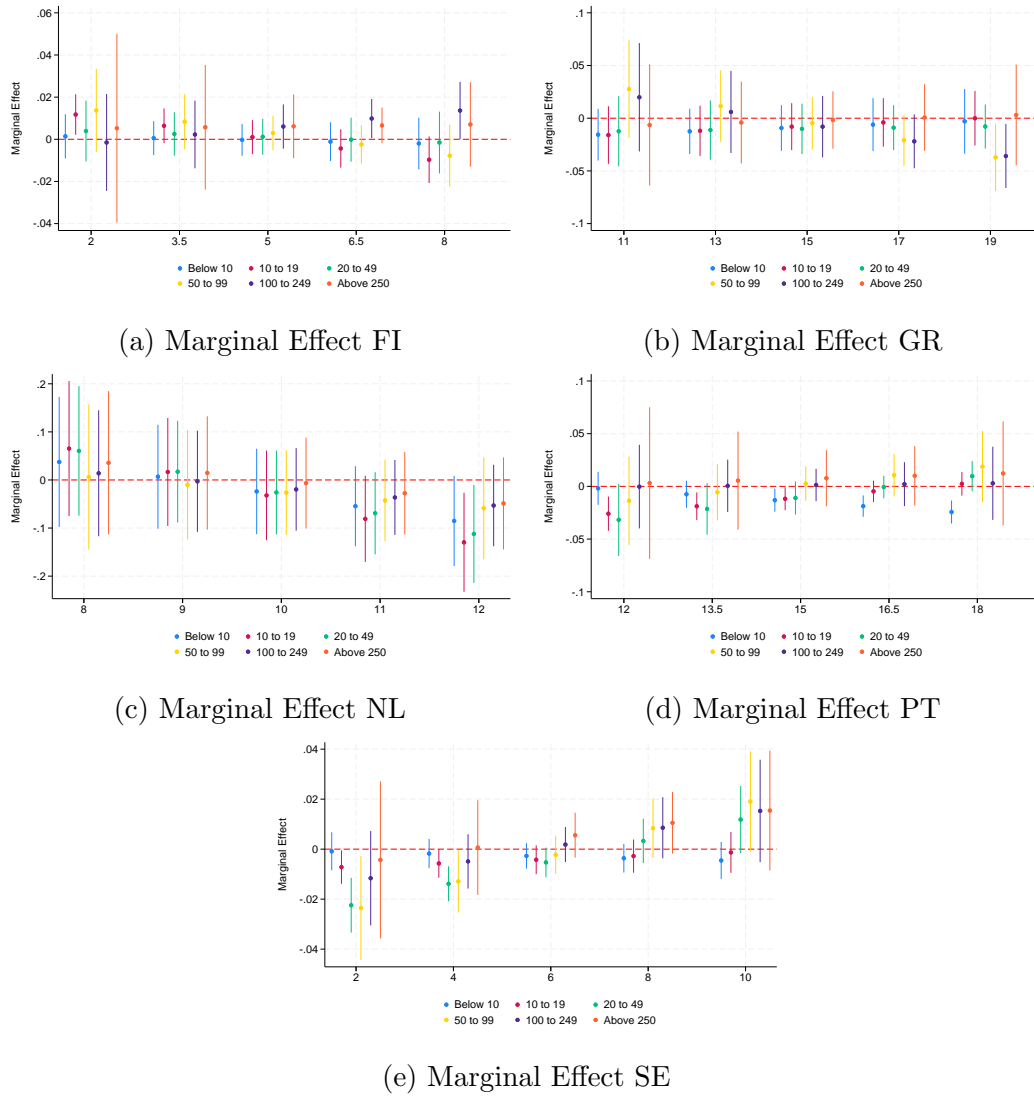 .06
.04
.02
0
-.02
-.04
Marginal Effect
2 3.5 5 6.5 8
Below 10 10 to 19 20 to 49
50 to 99 100 to 249 Above 250
(a) Marginal Effect FI
.1
.05
0
-.05
-.1
Marginal Effect
11 13 15 17 19
Below 10 10 to 19 20 to 49
50 to 99 100 to 249 Above 250
(b) Marginal Effect GR
.2
.1
0
-.1
-.2
Marginal Effect
8 9 10 11 12
Below 10 10 to 19 20 to 49
50 to 99 100 to 249 Above 250
(c) Marginal Effect NL
.1
.05
0
-.05
-.1
Marginal Effect
12 13.5 15 16.5 18
Below 10 10 to 19 20 to 49
50 to 99 100 to 249 Above 250
(d) Marginal Effect PT
.04
.02
0
-.02
-.04
Marginal Effect
2 4 6 8 10
Below 10 10 to 19 20 to 49
50 to 99 100 to 249 Above 250
(e) Marginal Effect SE